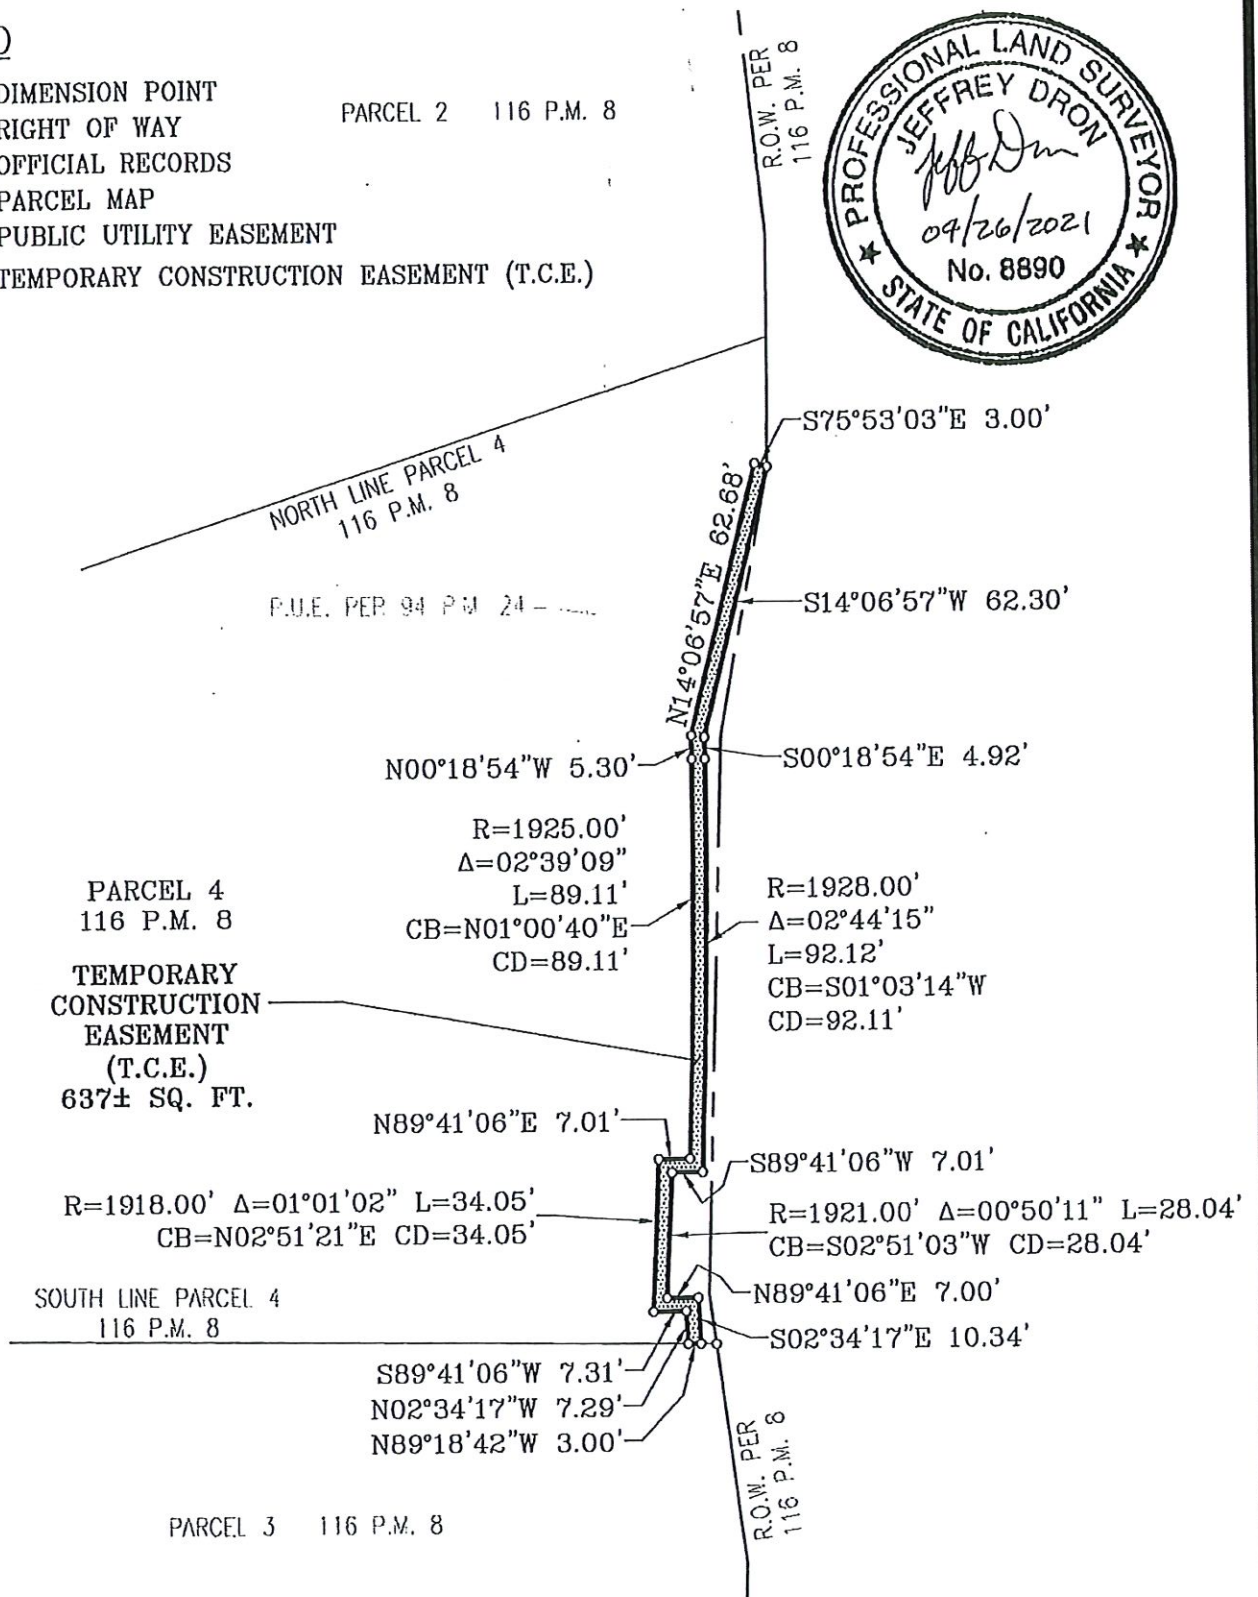 D
DIMENSION POINT
RIGHT OF WAY
OFFICIAL RECORDS
PARCEL MAP
PUBLIC UTILITY EASEMENT
TEMPORARY CONSTRUCTION EASEMENT (T.C.E.)
PARCEL 2 116 P.M. 8
R.O.W. PER
116 P.M. 8
PROFESSIONAL LAND SURVEYOR
JEFFREY DRON
Jeff Dron
04/26/2021
No. 8890
★ STATE OF CALIFORNIA ★
S75°53'03"E 3.00'
NORTH LINE PARCEL 4
116 P.M. 8
N14°06'57"E 62.68'
P.U.E. PER 94 P.M 24
S14°06'57"W 62.30'
N00°18'54"W 5.30'
S00°18'54"E 4.92'
R=1925.00'
Δ=02°39'09"
L=89.11'
CB=N01°00'40"E
CD=89.11'
R=1928.00'
Δ=02°44'15"
L=92.12'
CB=S01°03'14"W
CD=92.11'
PARCEL 4
116 P.M. 8
TEMPORARY
CONSTRUCTION
EASEMENT
(T.C.E.)
637± SQ. FT.
N89°41'06"E 7.01'
S89°41'06"W 7.01'
R=1918.00' Δ=01°01'02" L=34.05'
CB=N02°51'21"E CD=34.05'
R=1921.00' Δ=00°50'11" L=28.04'
CB=S02°51'03"W CD=28.04'
N89°41'06"E 7.00'
SOUTH LINE PARCEL 4
116 P.M. 8
S02°34'17"E 10.34'
S89°41'06"W 7.31'
N02°34'17"W 7.29'
N89°18'42"W 3.00'
R.O.W. PER
116 P.M. 8
PARCEL 3 116 P.M. 8